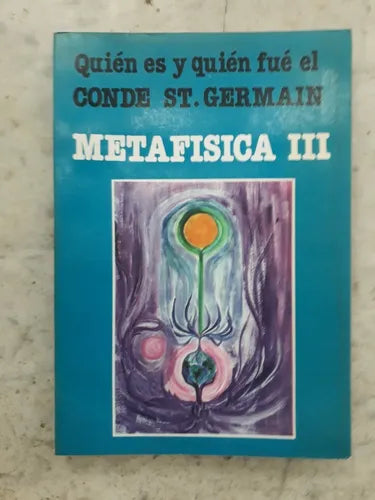 Quién es y quién fué el
CONDE ST. GERMAIN
METAFISICA III